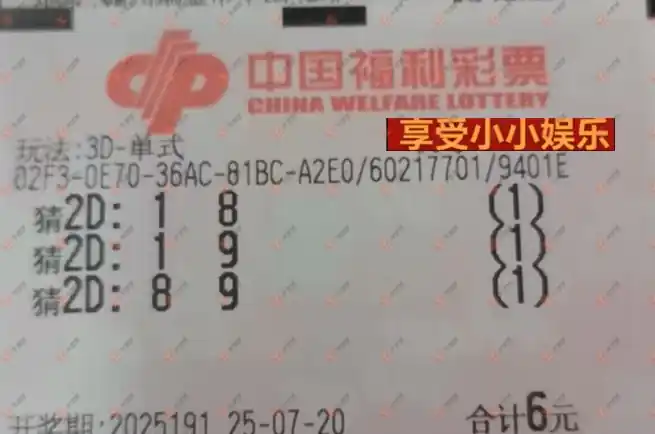 中国福利彩票
CHINA WELFARE LOTTERY
享受小小娱乐
玩法:3D-单式
02F3-0E70-36AC-81BC-A2E0/60217701/9401E
猜2D: 1 8 (1)
猜2D: 1 9 (1)
猜2D: 8 9 (1)
开奖期:2025191 25-07-20 合计6元